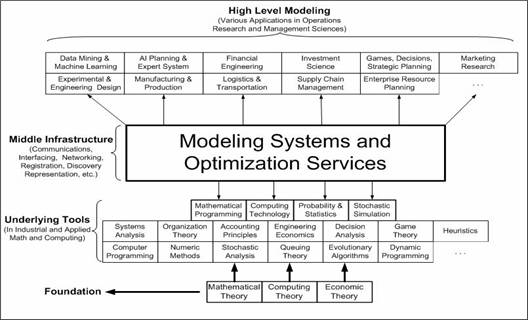 High Level Modeling
(Various Applications in Operations
Research and Management Sciences)
Data Mining & Machine Learning
AI Planning & Expert System
Financial Engineering
Investment Science
Games, Decisions, Strategic Planning
Marketing Research
Experimental & Engineering Design
Manufacturing & Production
Logistics & Transportation
Supply Chain Management
Enterprise Resource Planning
. . .
Middle Infrastructure
(Communications,
Interfacing, Networking,
Registration, Discovery
Representation, etc.)
Modeling Systems and
Optimization Services
Mathematical Programming
Computing Technology
Probability & Statistics
Stochastic Simulation
Underlying Tools
(In Industrial and Applied
Math and Computing)
Systems Analysis
Organization Theory
Accounting Principles
Engineering Economics
Decision Analysis
Game Theory
Heuristics
Computer Programming
Numeric Methods
Stochastic Analysis
Queuing Theory
Evolutionary Algorithms
Dynamic Programming
. . .
Foundation
Mathematical Theory
Computing Theory
Economic Theory